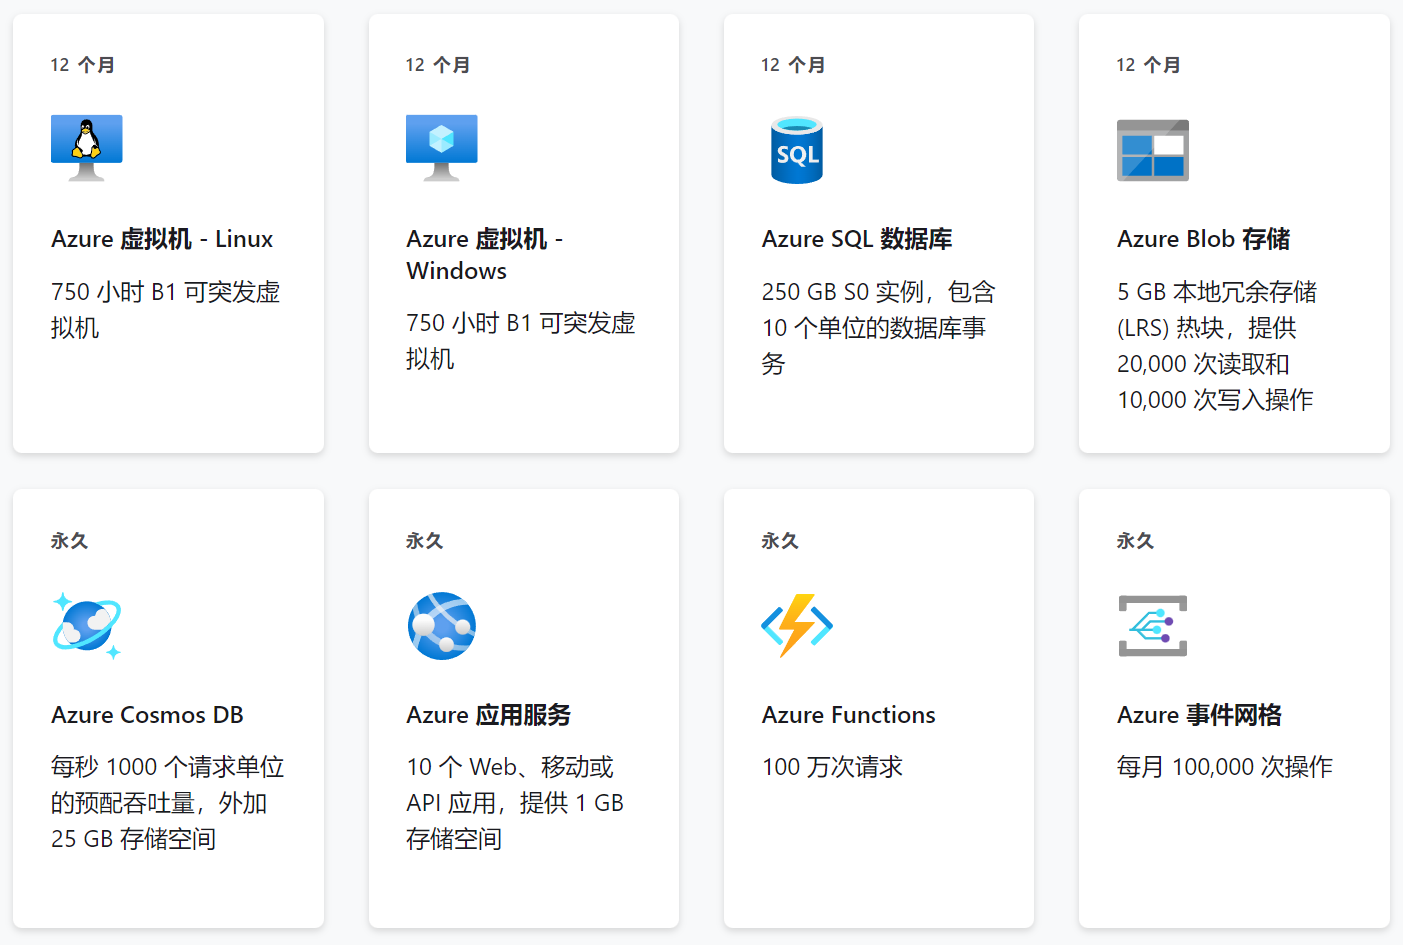 12 个月
Azure 虚拟机 - Linux
750 小时 B1 可突发虚
拟机
12 个月
Azure 虚拟机 -
Windows
750 小时 B1 可突发虚
拟机
12 个月
SQL
Azure SQL 数据库
250 GB S0 实例，包含
10 个单位的数据库事
务
12 个月
Azure Blob 存储
5 GB 本地冗余存储
(LRS) 热块，提供
20,000 次读取和
10,000 次写入操作
永久
Azure Cosmos DB
每秒 1000 个请求单位
的预配吞吐量，外加
25 GB 存储空间
永久
Azure 应用服务
10 个 Web、移动或
API 应用，提供 1 GB
存储空间
永久
Azure Functions
100 万次请求
永久
Azure 事件网格
每月 100,000 次操作